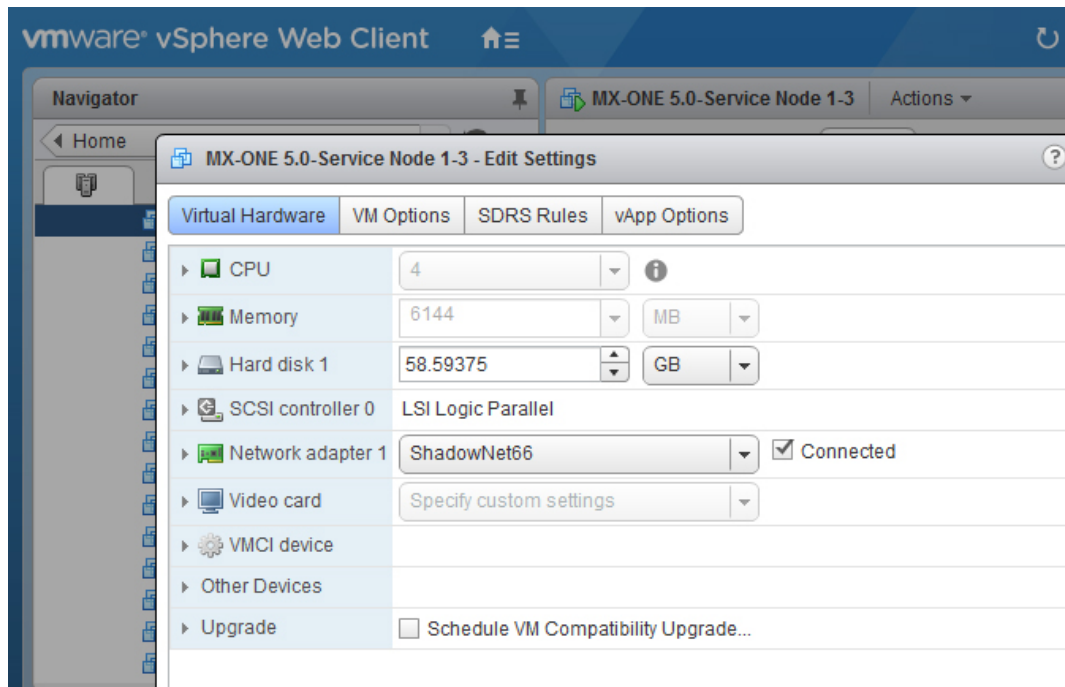 vmware® vSphere Web Client
Navigator
MX-ONE 5.0-Service Node 1-3 Actions
Home
MX-ONE 5.0-Service Node 1-3 - Edit Settings ?
Virtual Hardware VM Options SDRS Rules vApp Options
CPU 4
Memory 6144 MB
Hard disk 1 58.59375 GB
SCSI controller 0 LSI Logic Parallel
Network adapter 1 ShadowNet66 Connected
Video card Specify custom settings
VMCI device
Other Devices
Upgrade Schedule VM Compatibility Upgrade...